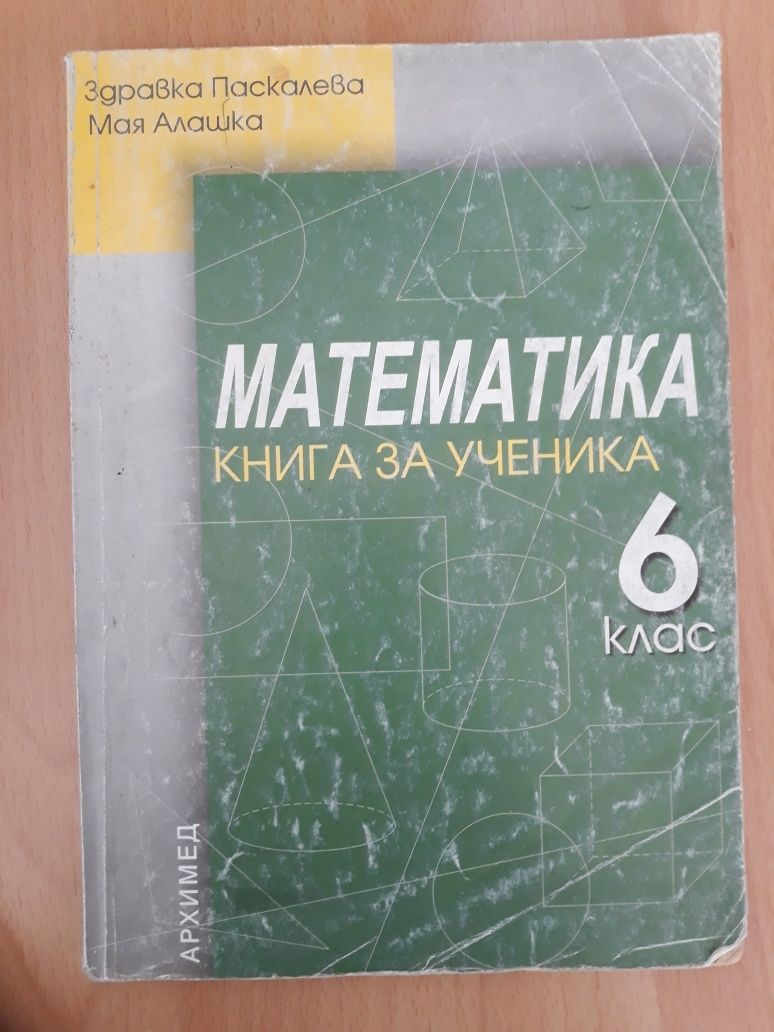 Здравка Паскалева
Мая Алашка
МАТЕМАТИКА
КНИГА ЗА УЧЕНИКА
6
клас
АРХИМЕД